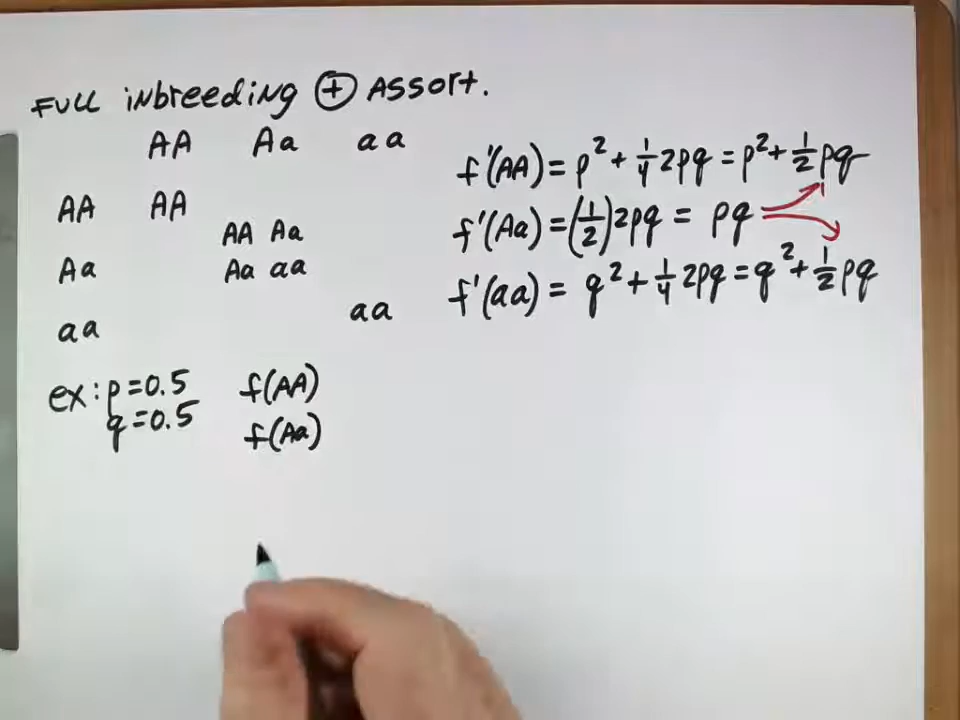 FULL inbreeding ⊕ ASSORT.
AA Aa aa
AA AA
AA Aa
Aa Aa aa
aa aa
f'(AA) = p² + 1/4 2pq = p² + 1/2 pq
f'(Aa) = (1/2) 2pq = pq
f'(aa) = q² + 1/4 2pq = q² + 1/2 pq
ex: p = 0.5 f(AA)
q = 0.5 f(Aa)